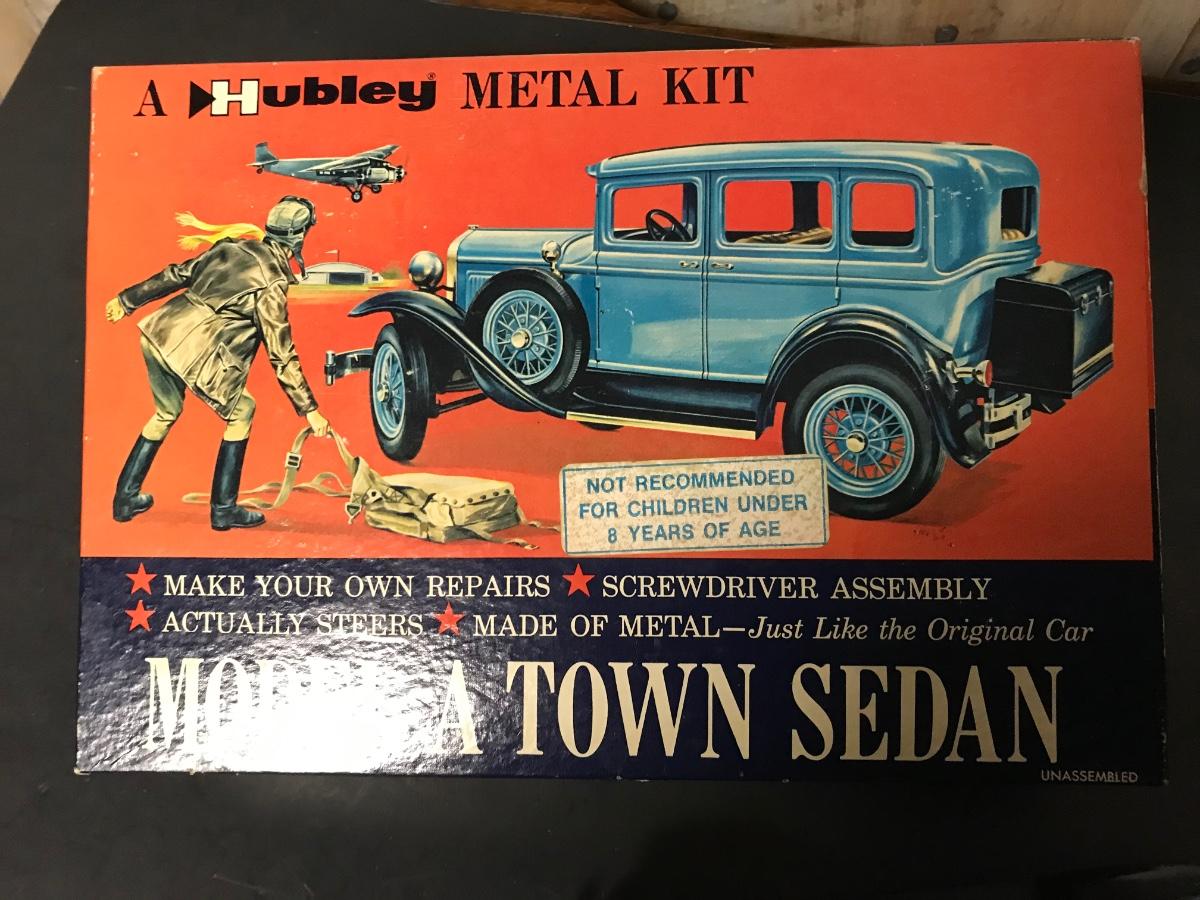 A Hubley® METAL KIT
NOT RECOMMENDED
FOR CHILDREN UNDER
8 YEARS OF AGE
★ MAKE YOUR OWN REPAIRS ★ SCREWDRIVER ASSEMBLY
★ ACTUALLY STEERS ★ MADE OF METAL—Just Like the Original Car
MODEL A TOWN SEDAN
UNASSEMBLED